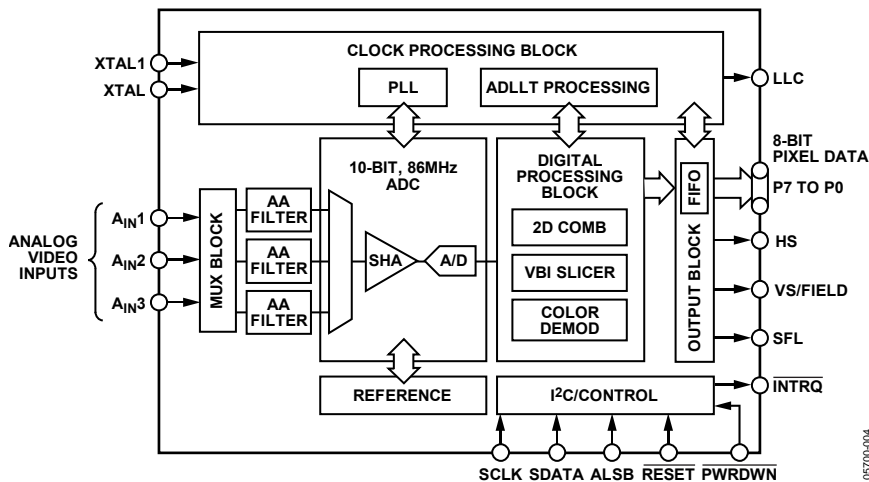 CLOCK PROCESSING BLOCK
XTAL1
XTAL
PLL
ADLLT PROCESSING
LLC
10-BIT, 86MHz
ADC
DIGITAL
PROCESSING
BLOCK
2D COMB
VBI SLICER
COLOR
DEMOD
FIFO
OUTPUT BLOCK
8-BIT
PIXEL DATA
P7 TO P0
HS
VS/FIELD
SFL
INTRQ
ANALOG
VIDEO
INPUTS
AIN1
AIN2
AIN3
MUX BLOCK
AA
FILTER
AA
FILTER
AA
FILTER
SHA
A/D
REFERENCE
I2C/CONTROL
SCLK SDATA ALSB RESET PWRDWN
05700-004